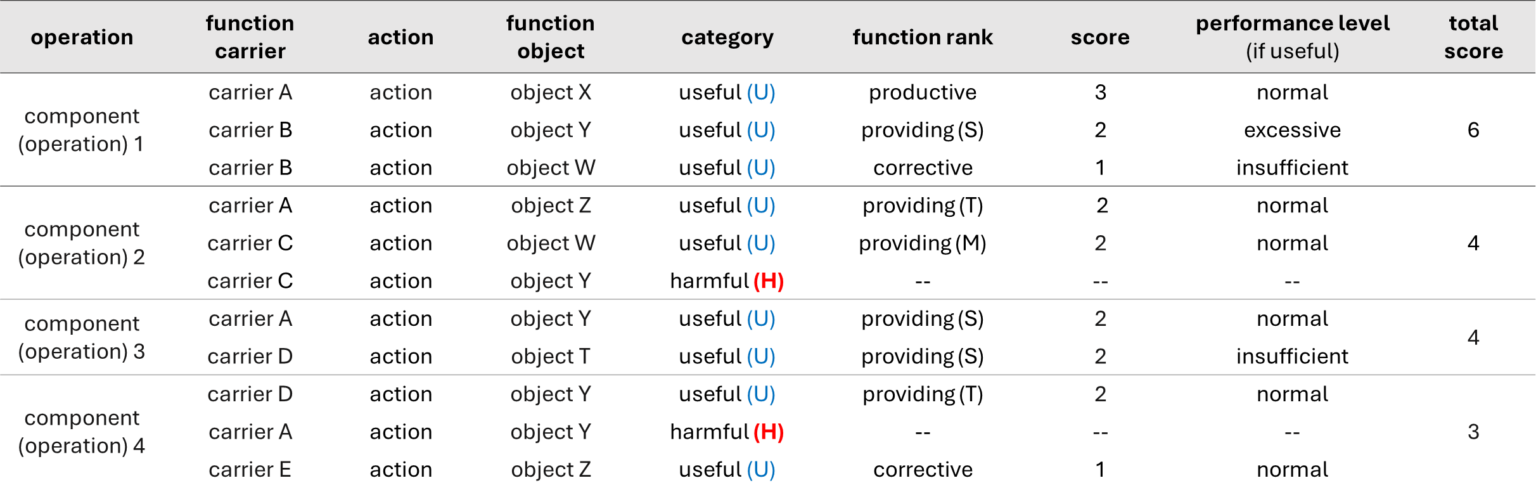 operation function carrier action function object category function rank score performance level (if useful) total score
component (operation) 1
carrier A action object X useful (U) productive 3 normal
carrier B action object Y useful (U) providing (S) 2 excessive 6
carrier B action object W useful (U) corrective 1 insufficient
component (operation) 2
carrier A action object Z useful (U) providing (T) 2 normal
carrier C action object W useful (U) providing (M) 2 normal 4
carrier C action object Y harmful (H) -- -- --
component (operation) 3
carrier A action object Y useful (U) providing (S) 2 normal 4
carrier D action object T useful (U) providing (S) 2 insufficient
component (operation) 4
carrier D action object Y useful (U) providing (T) 2 normal
carrier A action object Y harmful (H) -- -- -- 3
carrier E action object Z useful (U) corrective 1 normal